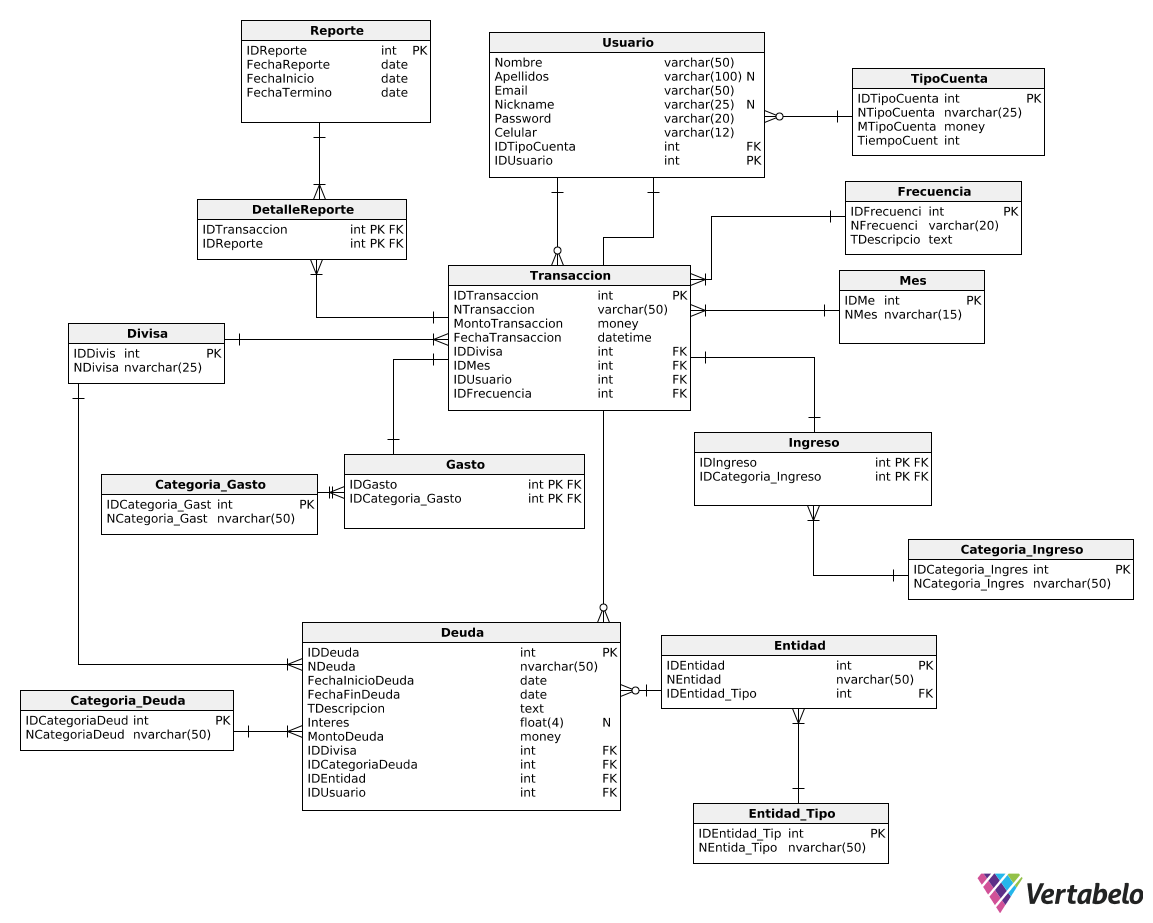 Reporte
IDReporte int PK
FechaReporte date
FechaInicio date
FechaTermino date
Usuario
Nombre varchar(50)
Apellidos varchar(100) N
Email varchar(50)
Nickname varchar(25) N
Password varchar(20)
Celular varchar(12)
IDTipoCuenta int FK
IDUsuario int PK
TipoCuenta
IDTipoCuenta int PK
NTipoCuenta nvarchar(25)
MTipoCuenta money
TiempoCuent int
DetalleReporte
IDTransaccion int PK FK
IDReporte int PK FK
Frecuencia
IDFrecuenci int PK
NFrecuenci varchar(20)
TDescripcio text
Transaccion
IDTransaccion int PK
NTransaccion varchar(50)
MontoTransaccion money
FechaTransaccion datetime
IDDivisa int FK
IDMes int FK
IDUsuario int FK
IDFrecuencia int FK
Mes
IDMe int PK
NMes nvarchar(15)
Divisa
IDDivis int PK
NDivisa nvarchar(25)
Ingreso
IDIngreso int PK FK
IDCategoria_Ingreso int PK FK
Gasto
IDGasto int PK FK
IDCategoria_Gasto int PK FK
Categoria_Gasto
IDCategoria_Gast int PK
NCategoria_Gast nvarchar(50)
Categoria_Ingreso
IDCategoria_Ingres int PK
NCategoria_Ingres nvarchar(50)
Deuda
IDDeuda int PK
NDeuda nvarchar(50)
FechaInicioDeuda date
FechaFinDeuda date
TDescripcion text
Interes float(4) N
MontoDeuda money
IDDivisa int FK
IDCategoriaDeuda int FK
IDEntidad int FK
IDUsuario int FK
Entidad
IDEntidad int PK
NEntidad nvarchar(50)
IDEntidad_Tipo int FK
Categoria_Deuda
IDCategoriaDeud int PK
NCategoriaDeud nvarchar(50)
Entidad_Tipo
IDEntidad_Tip int PK
NEntida_Tipo nvarchar(50)
Vertabelo